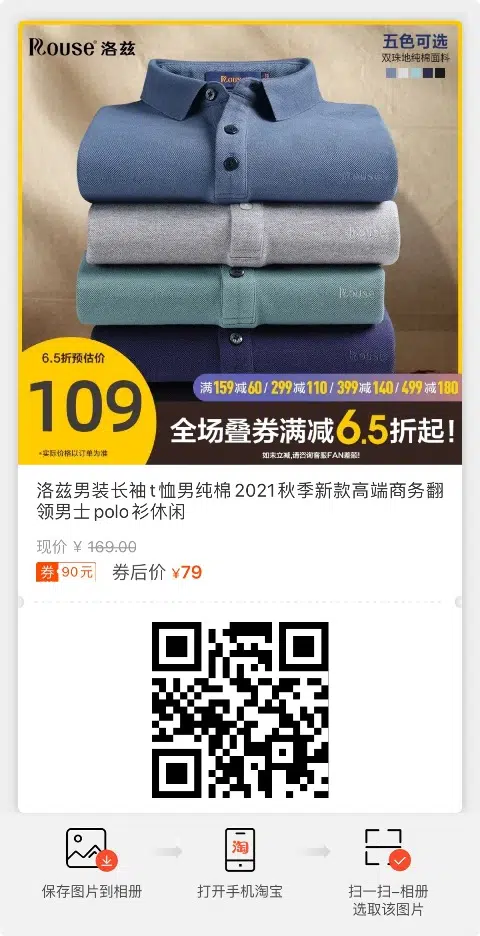 Rouse 洛兹
五色可选
双珠地纯棉面料
Rouse
Rouse
Rouse
Rouse
Rouse
6.5折预估价
109
*实际价格以订单为准
满159减60/299减110/399减140/499减180
全场叠券满减6.5折起!
如未立减,请咨询客服FAN差额!
洛兹男装长袖t恤男纯棉2021秋季新款高端商务翻
领男士polo衫休闲
现价 ¥ 169.00
券 90元 券后价 ¥79
淘
保存图片到相册
打开手机淘宝
扫一扫-相册
选取该图片